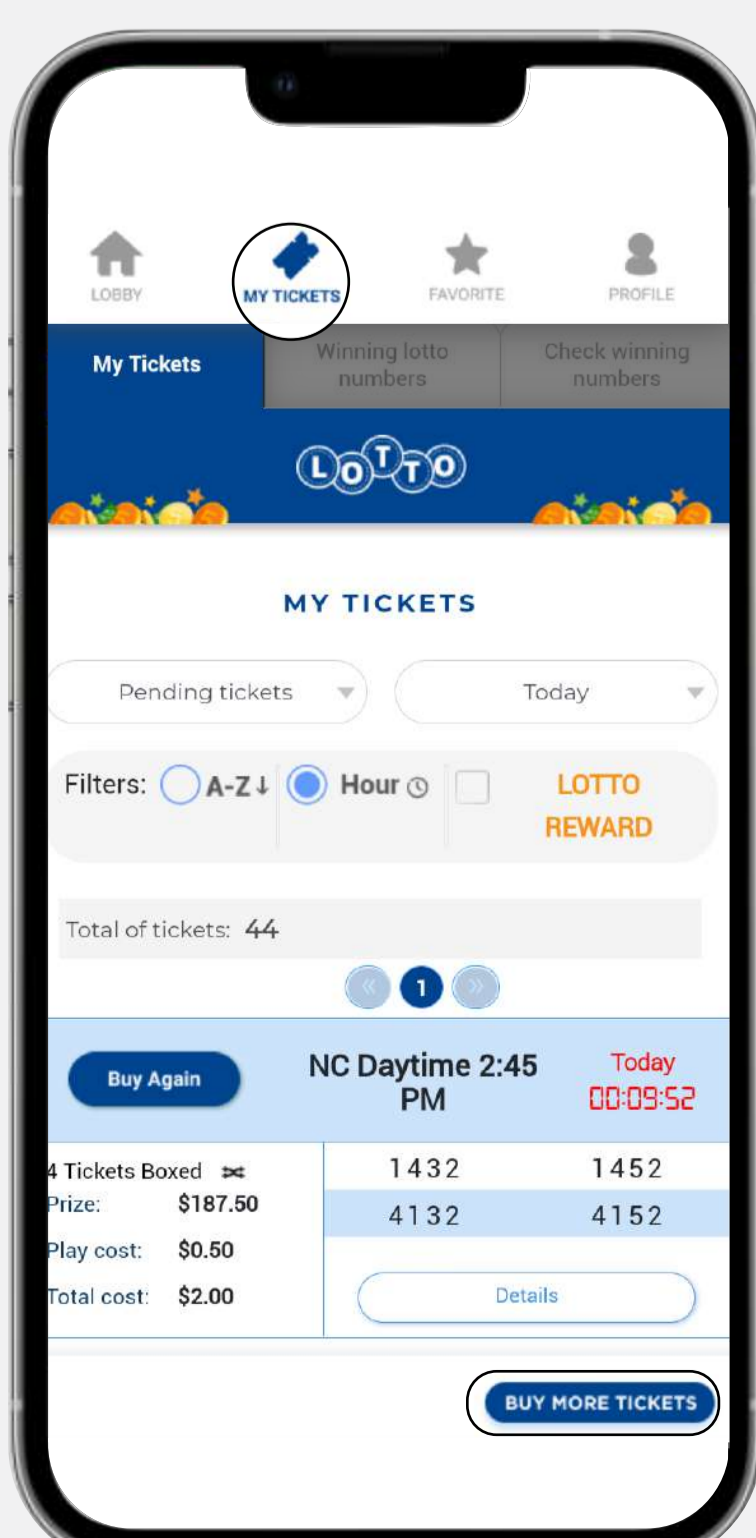 LOBBY MY TICKETS FAVORITE PROFILE
My Tickets Winning lotto Check winning
numbers numbers
LOTTO
MY TICKETS
Pending tickets Today
Filters: A-Z↓ Hour LOTTO
REWARD
Total of tickets: 44
« 1 »
Buy Again NC Daytime 2:45 Today
PM 00:09:52
4 Tickets Boxed 1432 1452
Prize: $187.50 4132 4152
Play cost: $0.50
Total cost: $2.00 Details
BUY MORE TICKETS